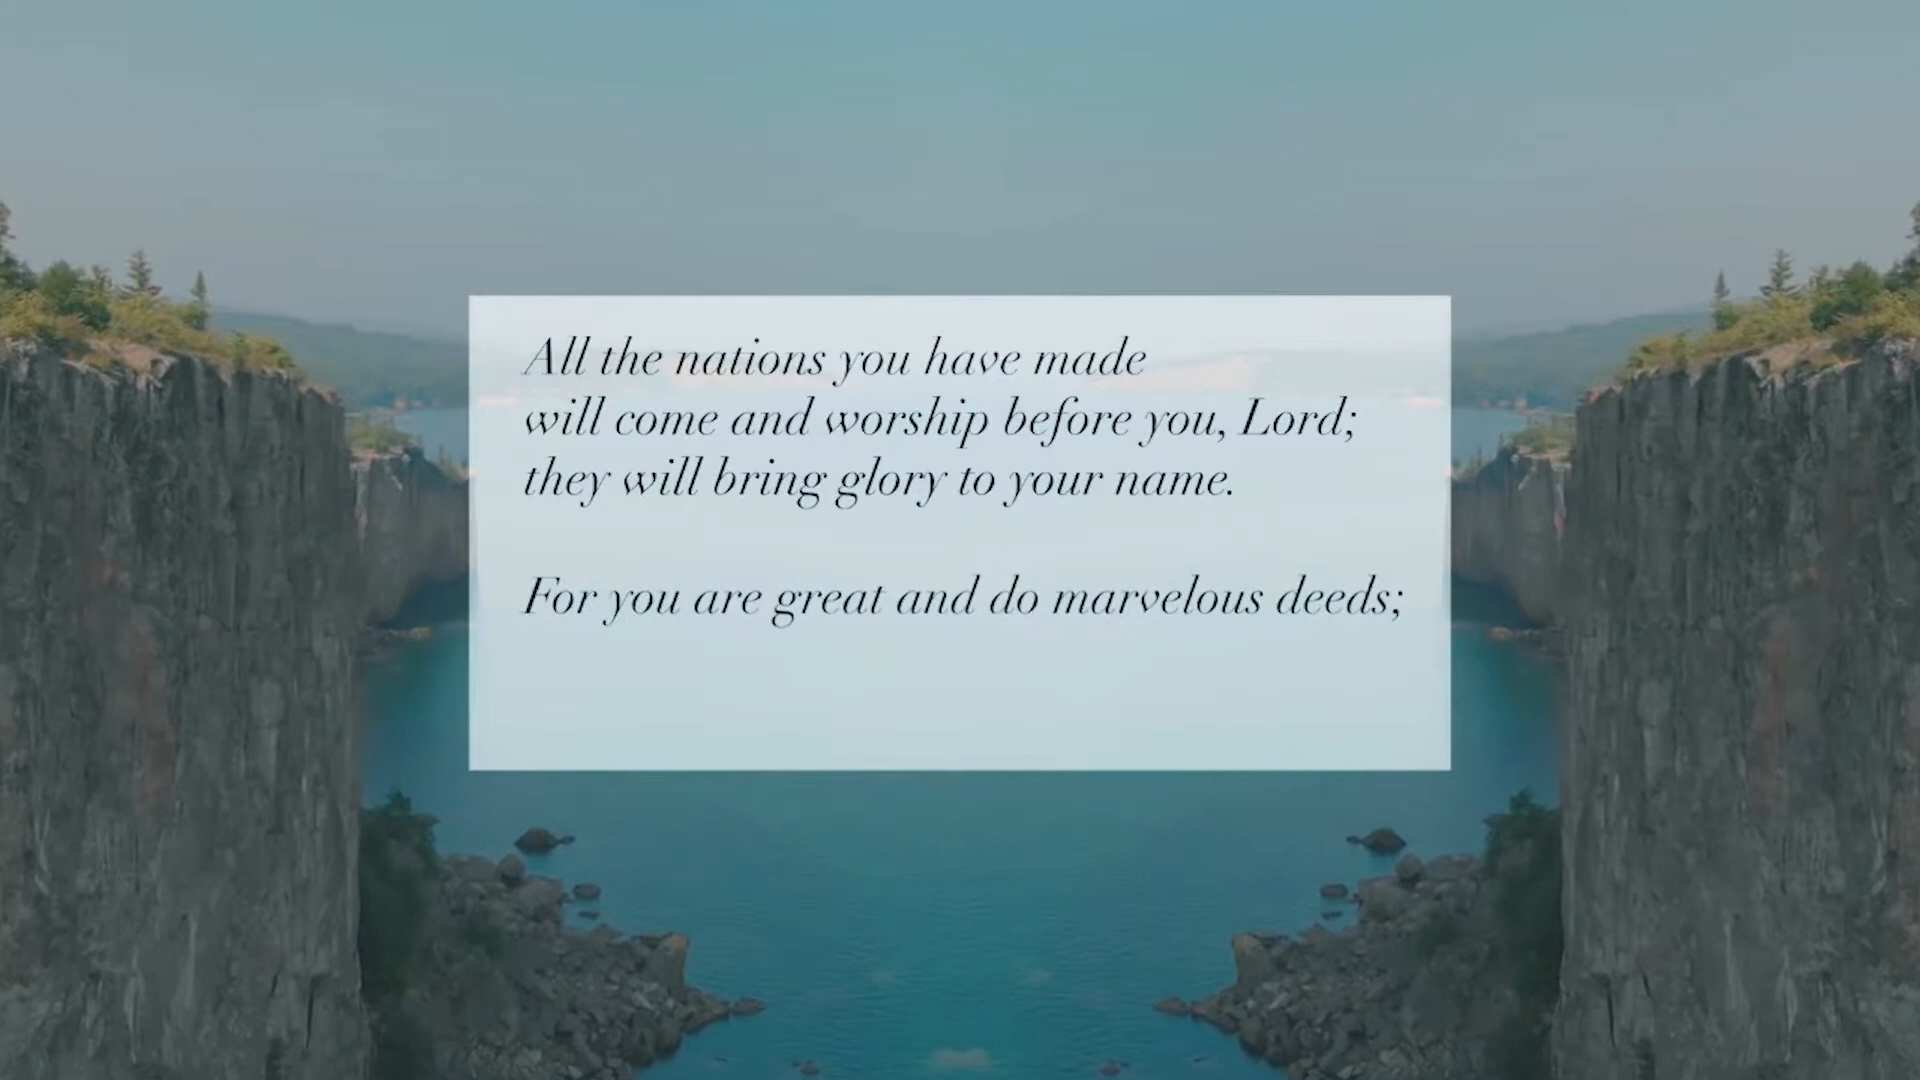 All the nations you have made
will come and worship before you, Lord;
they will bring glory to your name.
For you are great and do marvelous deeds;